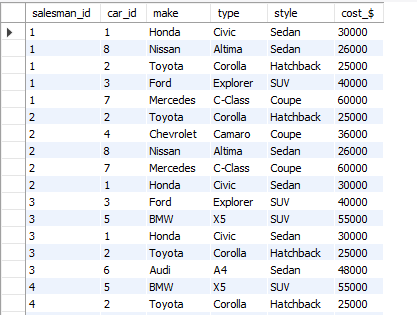 salesman_id car_id make type style cost_$
1 1 Honda Civic Sedan 30000
1 8 Nissan Altima Sedan 26000
1 2 Toyota Corolla Hatchback 25000
1 3 Ford Explorer SUV 40000
1 7 Mercedes C-Class Coupe 60000
2 2 Toyota Corolla Hatchback 25000
2 4 Chevrolet Camaro Coupe 36000
2 8 Nissan Altima Sedan 26000
2 7 Mercedes C-Class Coupe 60000
2 1 Honda Civic Sedan 30000
3 3 Ford Explorer SUV 40000
3 5 BMW X5 SUV 55000
3 1 Honda Civic Sedan 30000
3 2 Toyota Corolla Hatchback 25000
3 6 Audi A4 Sedan 48000
4 5 BMW X5 SUV 55000
4 2 Toyota Corolla Hatchback 25000